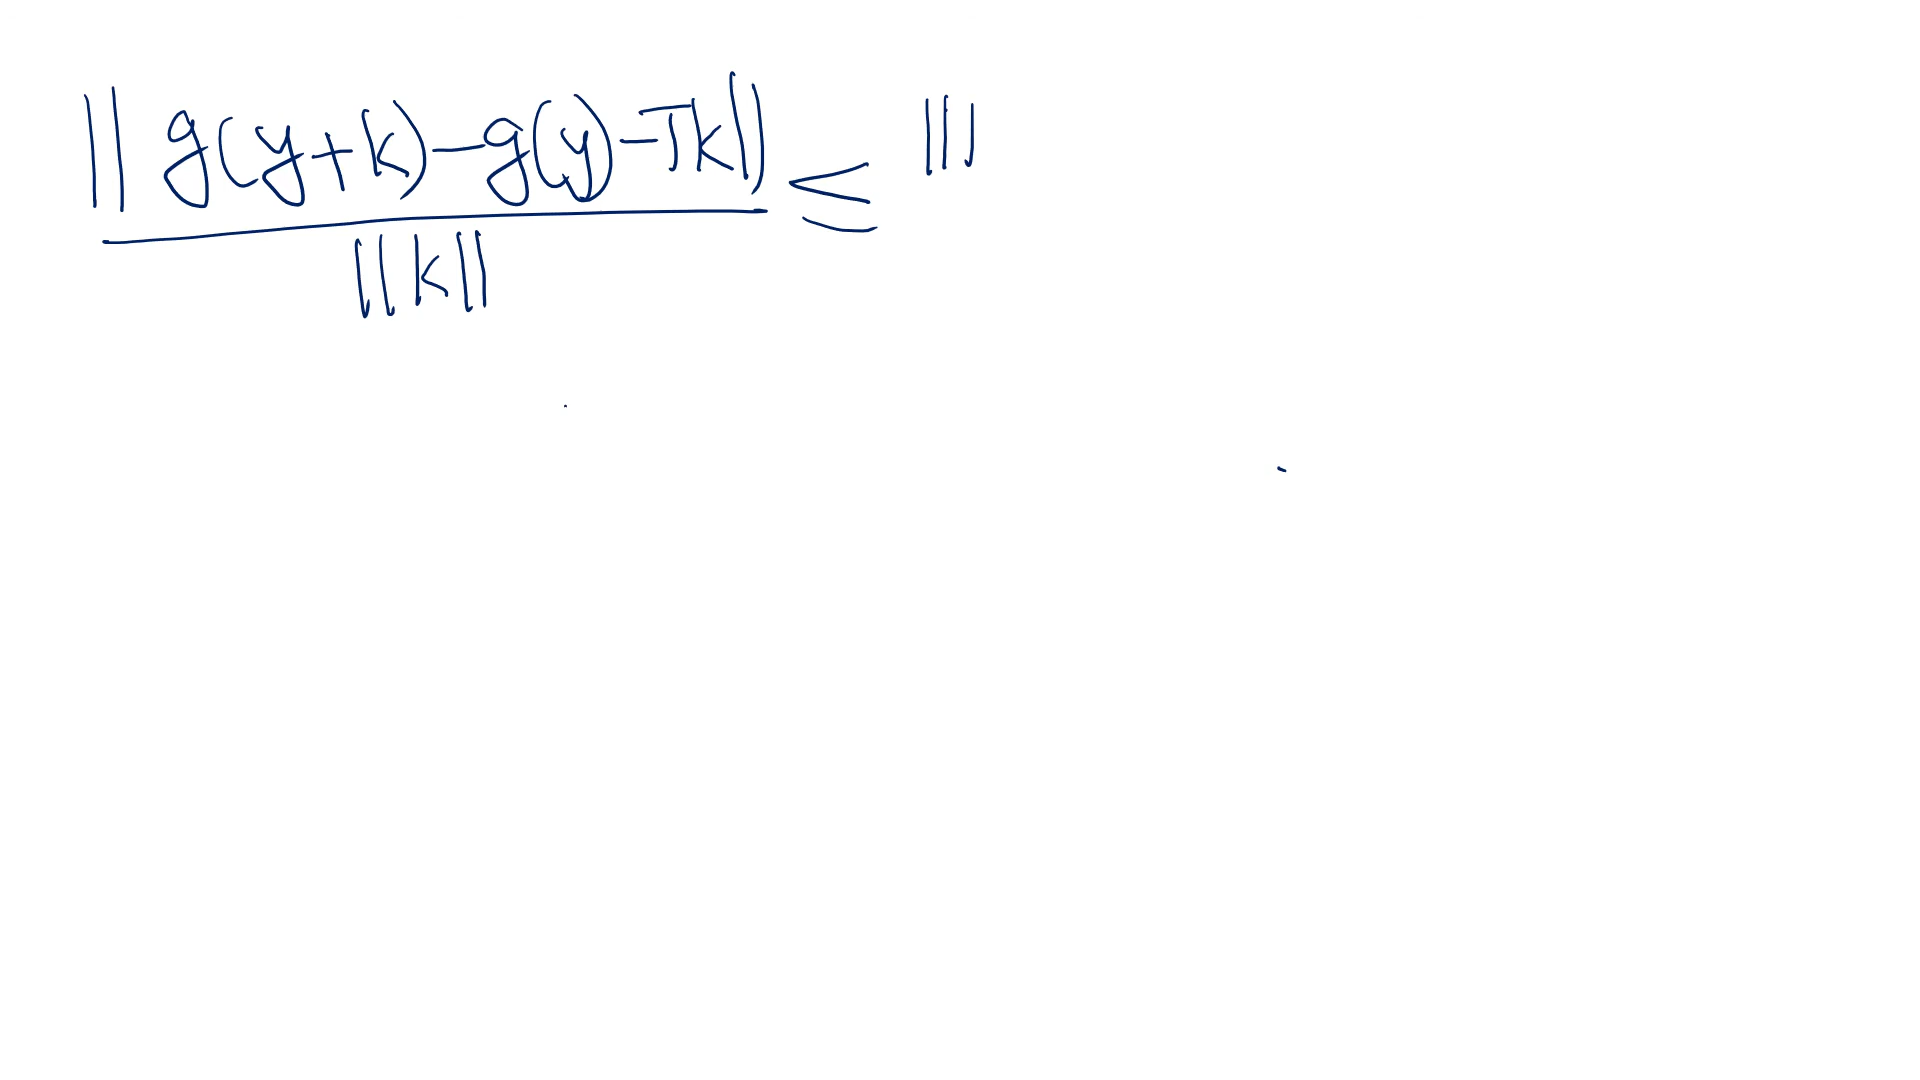 || g(y+k)-g(y)-Tk || ≤ ||
|| k ||